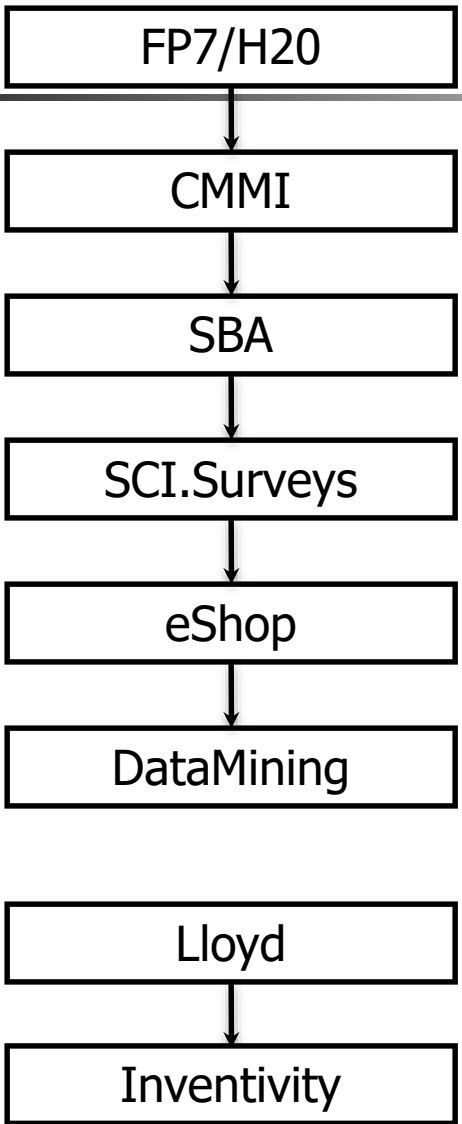 FP7/H20
CMMI
SBA
SCI.Surveys
eShop
DataMining
Lloyd
Inventivity